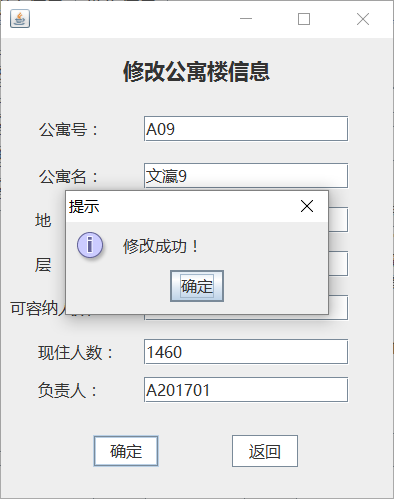 修改公寓楼信息
公寓号：
A09
公寓名：
文瀛9
提示
地
修改成功！
层
确定
可容纳人数：
现住人数：
1460
负责人：
A201701
确定
返回